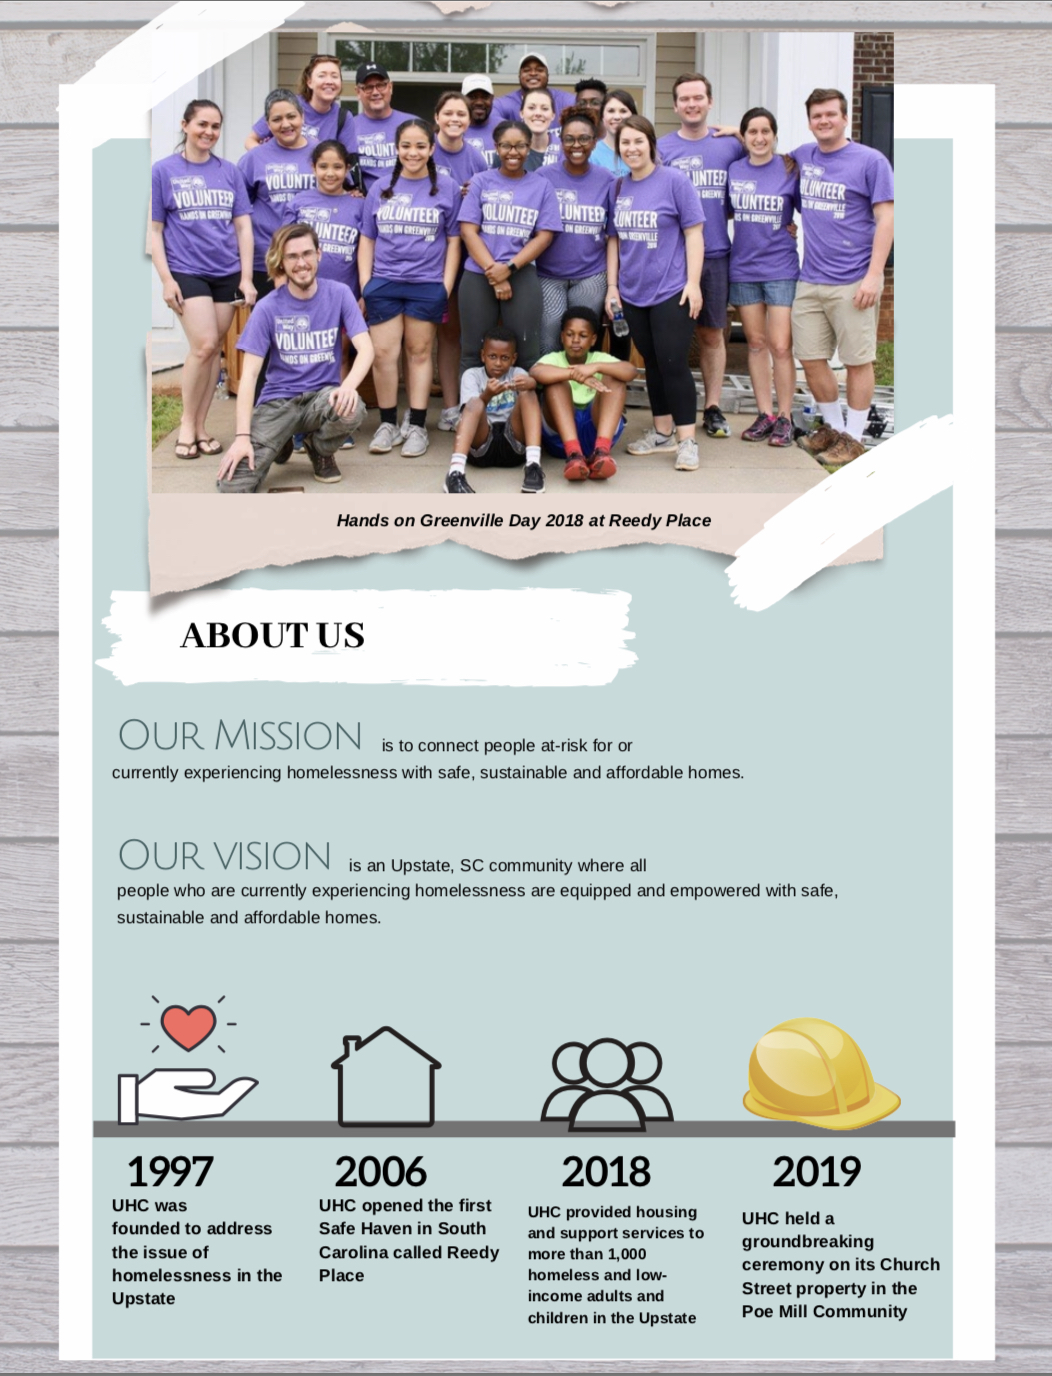 Hands on Greenville Day 2018 at Reedy Place
ABOUT US
OUR MISSION is to connect people at-risk for or
currently experiencing homelessness with safe, sustainable and affordable homes.
OUR VISION is an Upstate, SC community where all
people who are currently experiencing homelessness are equipped and empowered with safe,
sustainable and affordable homes.
1997
UHC was
founded to address
the issue of
homelessness in the
Upstate
2006
UHC opened the first
Safe Haven in South
Carolina called Reedy
Place
2018
UHC provided housing
and support services to
more than 1,000
homeless and low-
income adults and
children in the Upstate
2019
UHC held a
groundbreaking
ceremony on its Church
Street property in the
Poe Mill Community